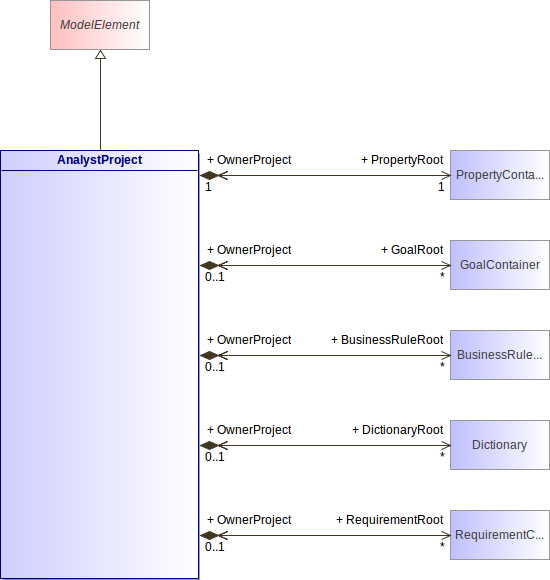 ModelElement
AnalystProject
+ OwnerProject + PropertyRoot
PropertyConta...
1 1
+ OwnerProject + GoalRoot
GoalContainer
0..1 *
+ OwnerProject + BusinessRuleRoot
BusinessRule...
0..1 *
+ OwnerProject + DictionaryRoot
Dictionary
0..1 *
+ OwnerProject + RequirementRoot
RequirementC...
0..1 *